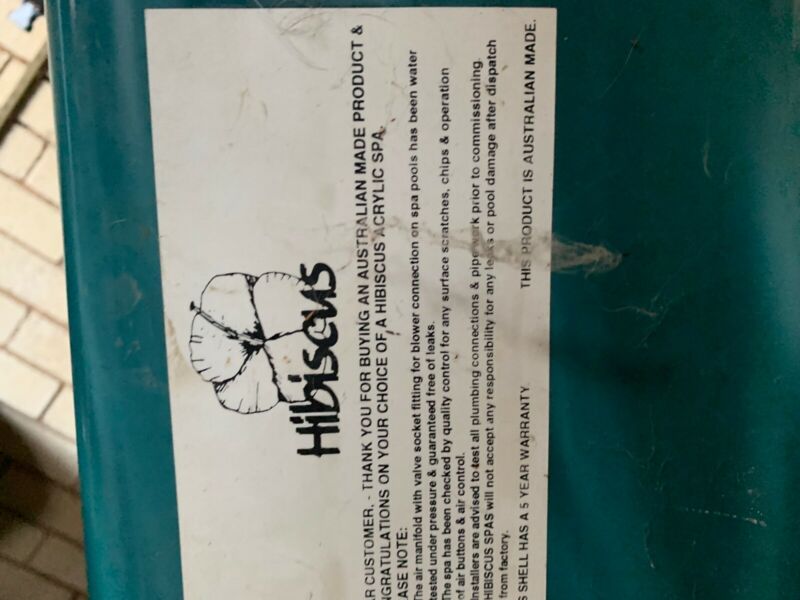 Hibiscus
AR CUSTOMER, - THANK YOU FOR BUYING AN AUSTRALIAN MADE PRODUCT &
NGRATULATIONS ON YOUR CHOICE OF A HIBISCUS ACRYLIC SPA.
ASE NOTE:
The air manifold with valve socket fitting for blower connection on spa pools has been water
tested under pressure & guaranteed free of leaks.
The spa has been checked by quality control for any surface scratches, chips & operation
of air buttons & air control.
Installers are advised to test all plumbing connections & pipework prior to commissioning.
HIBISCUS SPAS will not accept any responsibility for any leaks or pool damage after dispatch
from factory.
S SHELL HAS A 5 YEAR WARRANTY THIS PRODUCT IS AUSTRALIAN MADE.